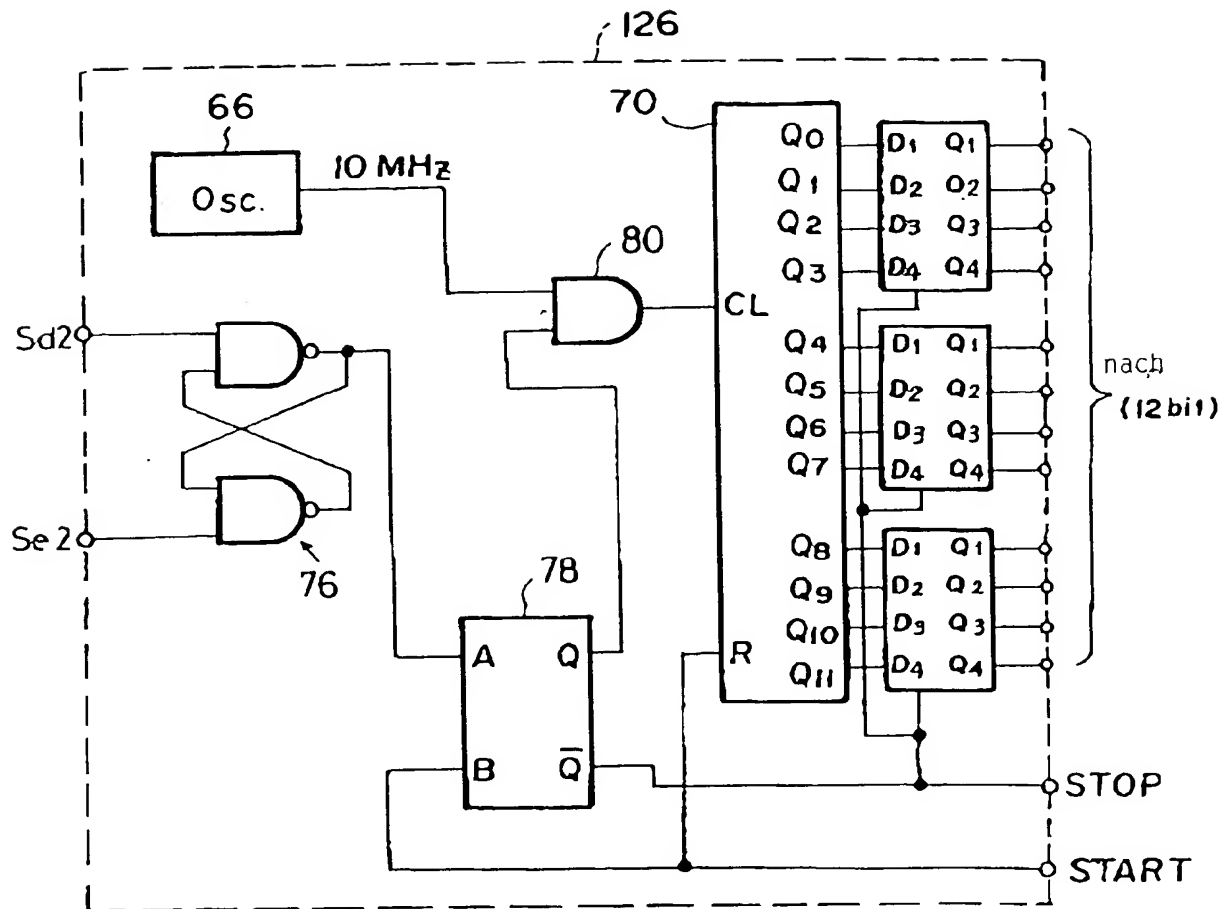 126
66
Osc.
10 MHz
80
70
CL
R
Q0
Q1
Q2
Q3
Q4
Q5
Q6
Q7
Q8
Q9
Q10
Q11
D1 Q1
D2 Q2
D3 Q3
D4 Q4
D1 Q1
D2 Q2
D3 Q3
D4 Q4
D1 Q1
D2 Q2
D3 Q3
D4 Q4
nach
(12bit)
Sd2
Se2
76
78
A Q
B Q̅
STOP
START